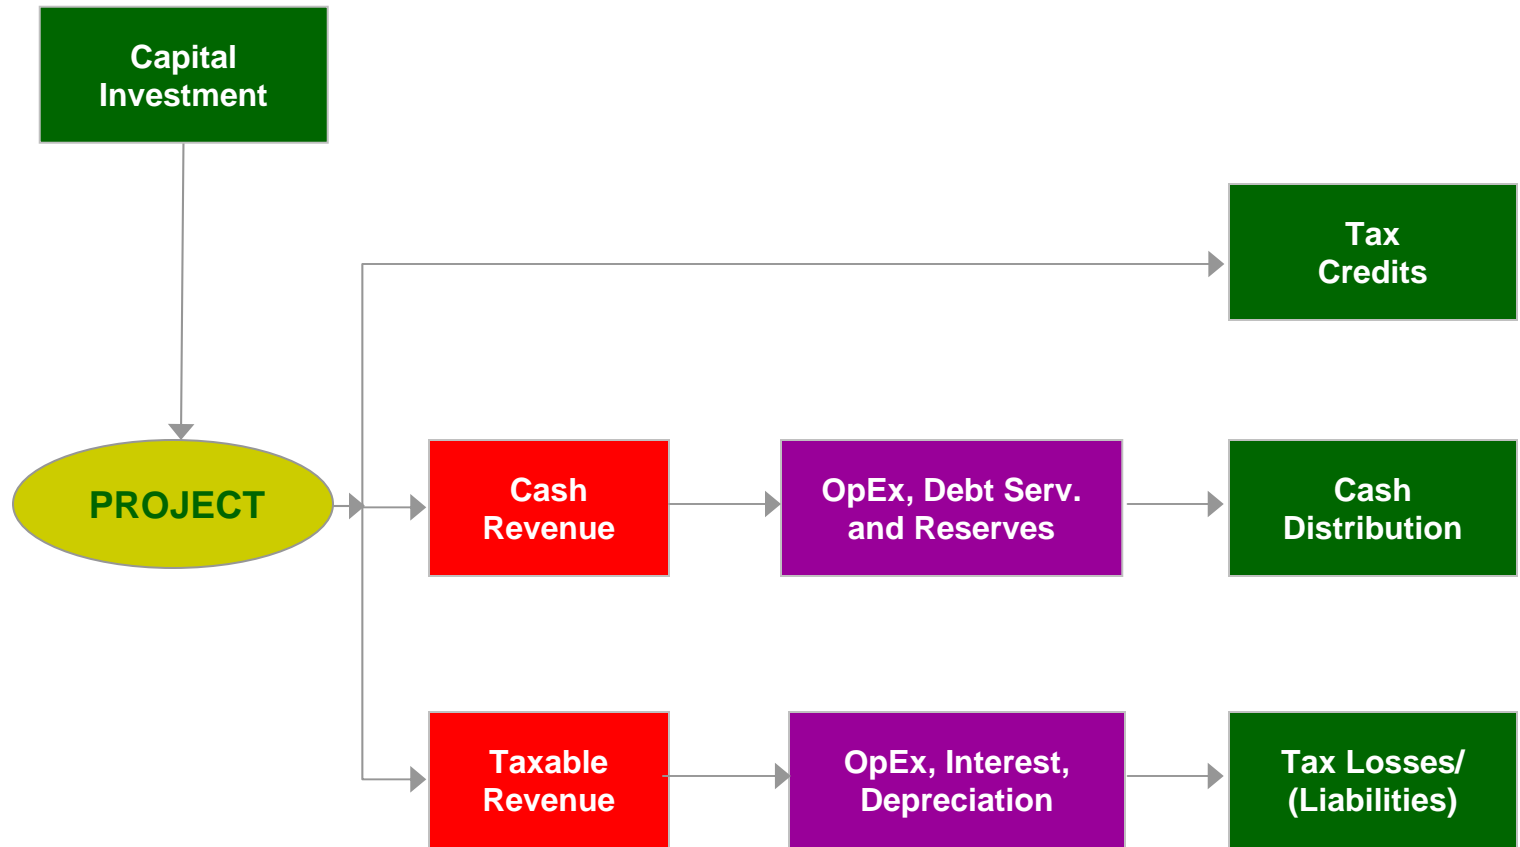 Capital
Investment
Tax
Credits
PROJECT
Cash
Revenue
OpEx, Debt Serv.
and Reserves
Cash
Distribution
Taxable
Revenue
OpEx, Interest,
Depreciation
Tax Losses/
(Liabilities)